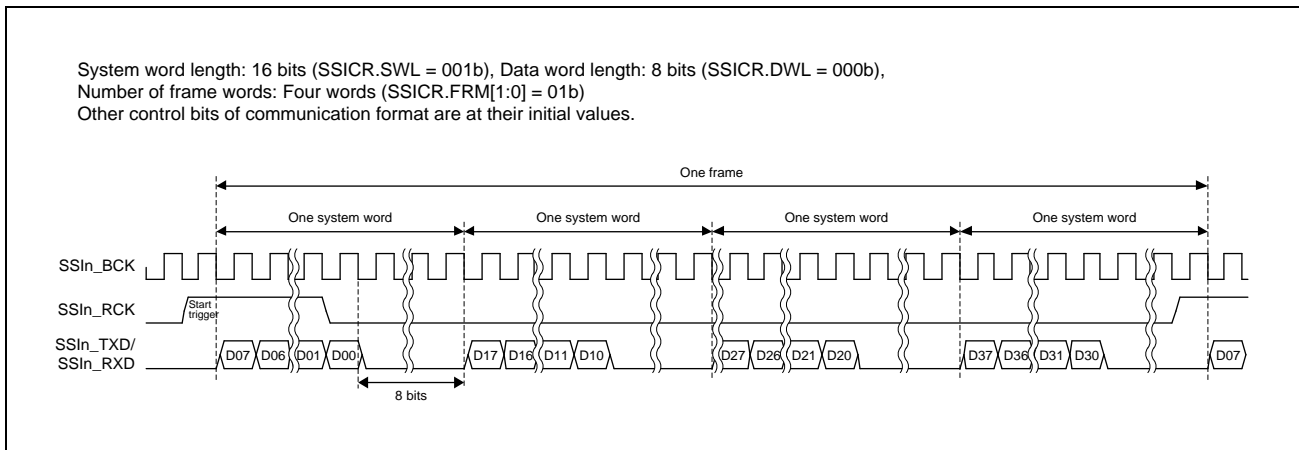 System word length: 16 bits (SSICR.SWL = 001b), Data word length: 8 bits (SSICR.DWL = 000b),
Number of frame words: Four words (SSICR.FRM[1:0] = 01b)
Other control bits of communication format are at their initial values.
One frame
One system word One system word One system word One system word
SSIn_BCK
SSIn_RCK
Start
trigger
SSIn_TXD/
SSIn_RXD
D07 D06 D01 D00 D17 D16 D11 D10 D27 D26 D21 D20 D37 D36 D31 D30 D07
8 bits